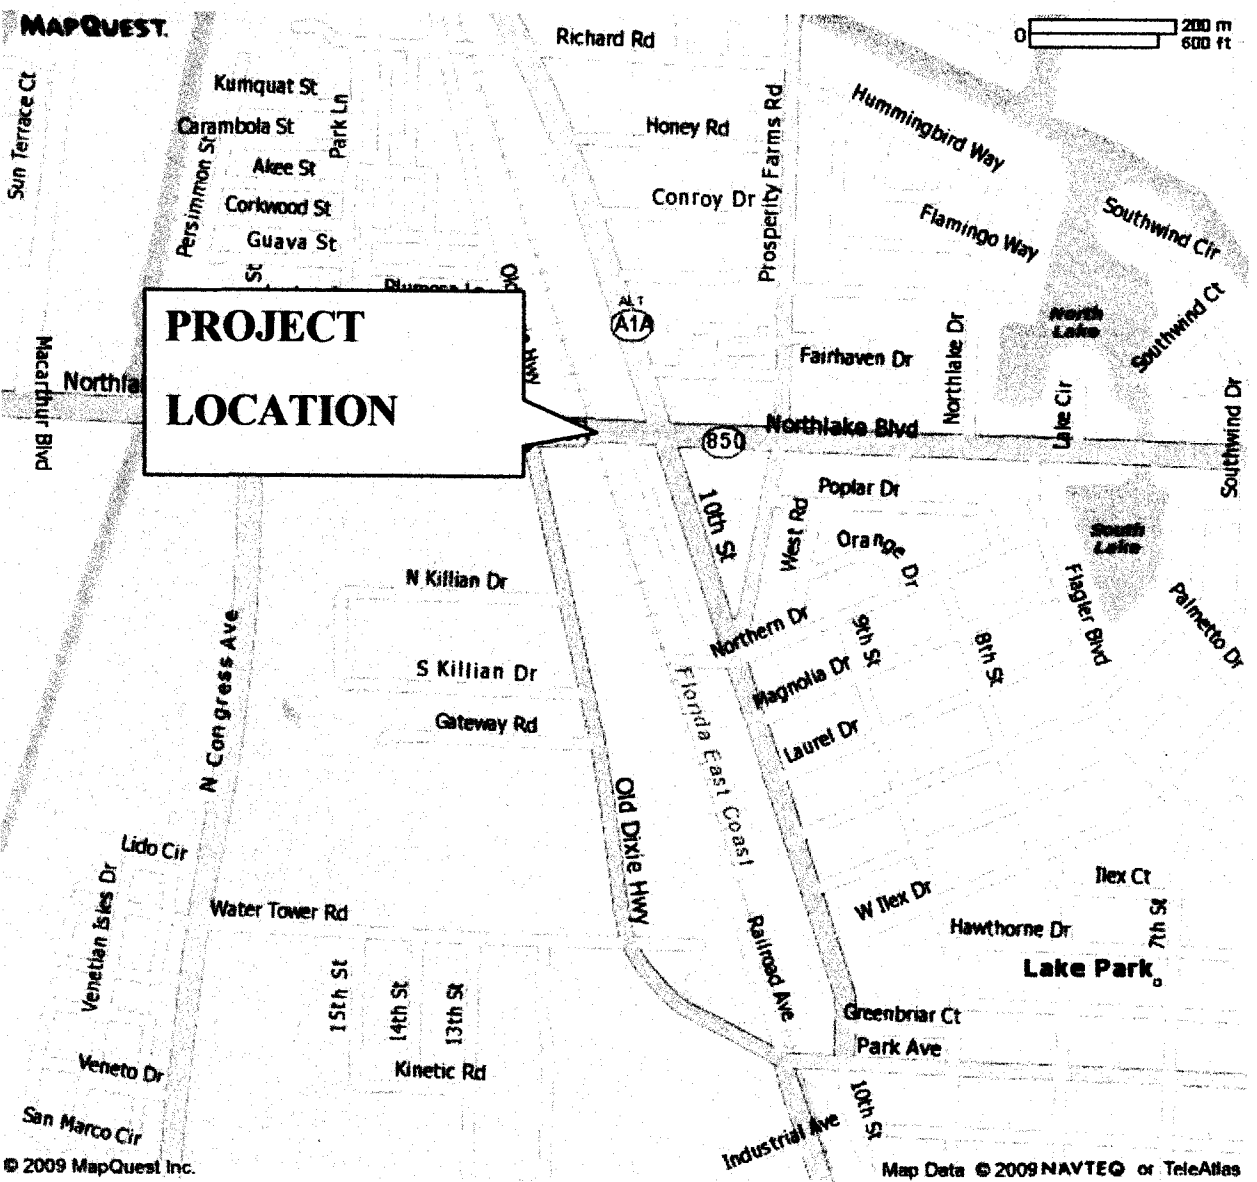 MAPQUEST.
Richard Rd
0
200 m
600 ft
Sun Terrace Ct
Kumquat St
Park Ln
Carambola St
Persimmon St
Akee St
Corkwood St
Guava St
St
Honey Rd
Conroy Dr
Prosperity Farms Rd
Hummingbird Way
Flamingo Way
Southwind Cir
Southwind Ct
North
Lake
ALT
A1A
PROJECT
LOCATION
Hwy
Macarthur Blvd
Fairhaven Dr
Northlake Dr
Lake Cir
Southwind Dr
850
Northlake Blvd
10th St
West Rd
Poplar Dr
Orange Dr
South
Lake
Flagler Blvd
Palmetto Dr
N Killian Dr
S Killian Dr
Gateway Rd
N Congress Ave
Northern Dr
Magnolia Dr
Laurel Dr
9th St
8th St
Florida East Coast
Old Dixie Hwy
Lido Cir
Venetian Isles Dr
Water Tower Rd
15th St
14th St
13th St
Kinetic Rd
Veneto Dr
San Marco Cir
Railroad Ave
W Ilex Dr
Ilex Ct
Hawthorne Dr
7th St
Lake Park
Greenbriar Ct
Park Ave
10th St
Industrial Ave
© 2009 MapQuest Inc.
Map Data © 2009 NAVTEQ or TeleAtlas